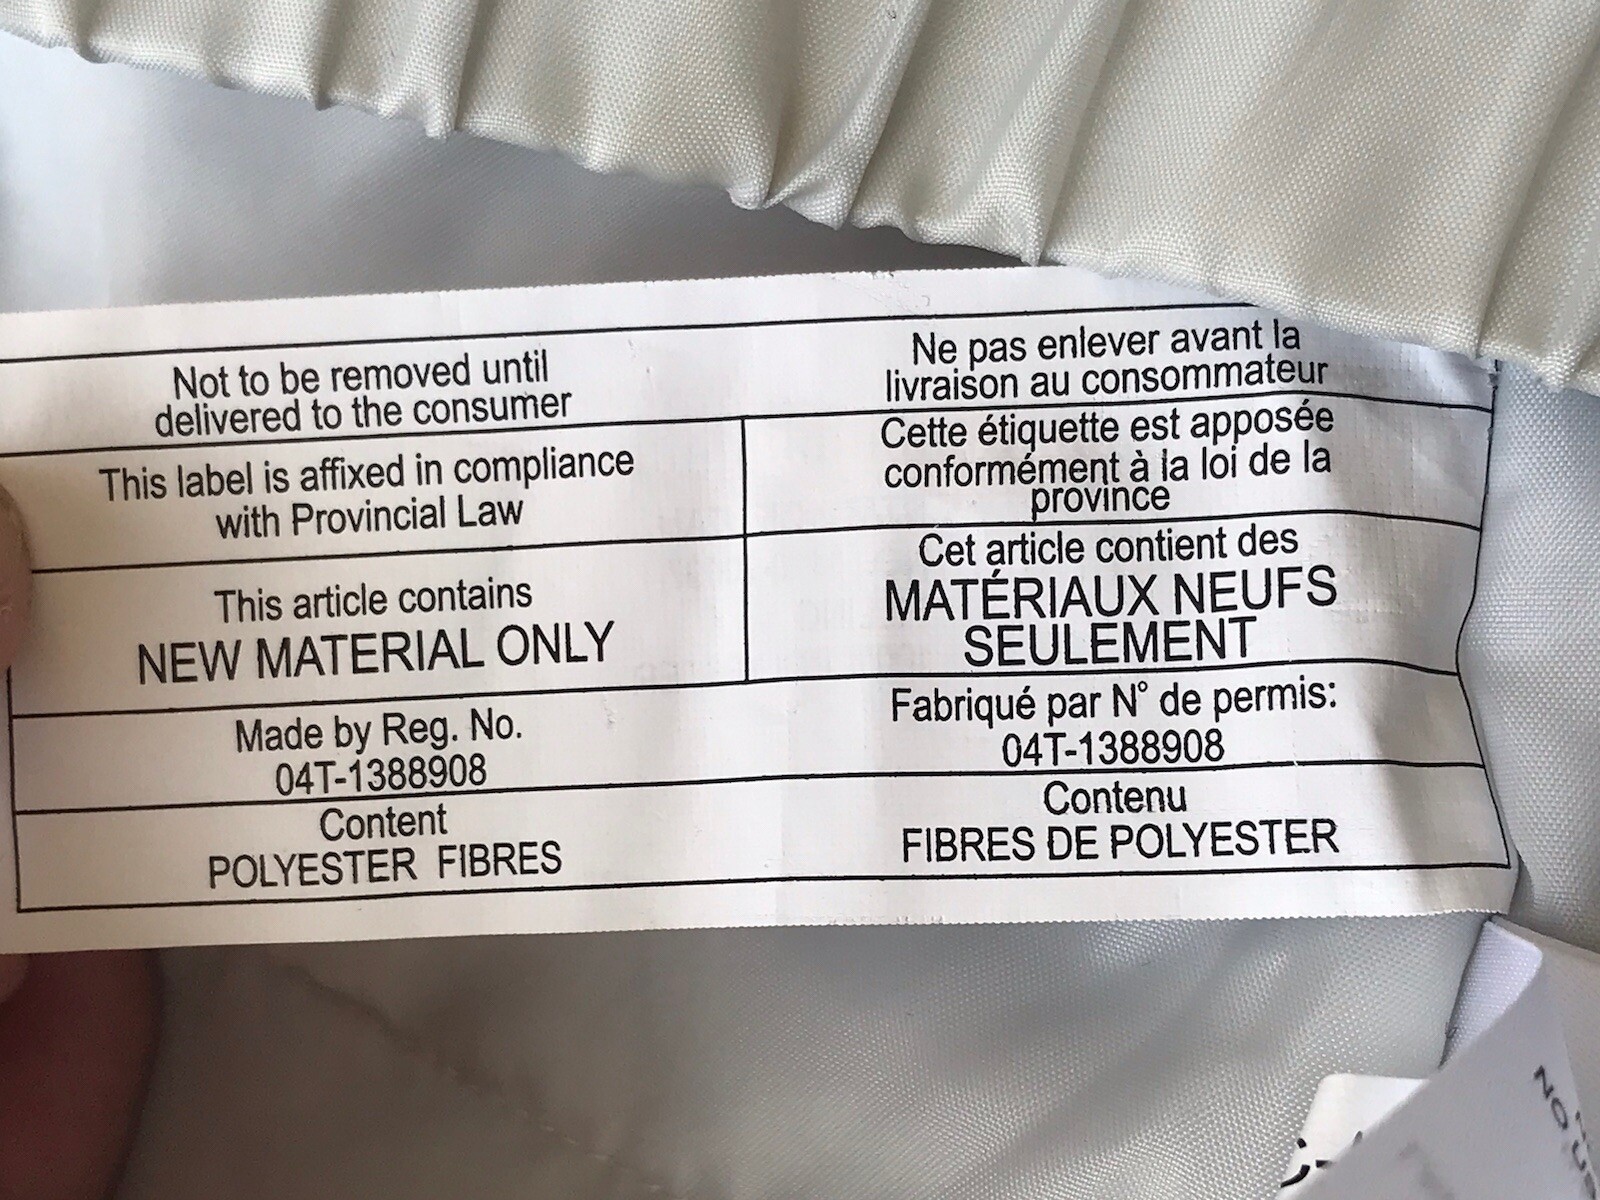 Not to be removed until
delivered to the consumer
Ne pas enlever avant la
livraison au consommateur
This label is affixed in compliance
with Provincial Law
Cette étiquette est apposée
conformément à la loi de la
province
This article contains
NEW MATERIAL ONLY
Cet article contient des
MATÉRIAUX NEUFS
SEULEMENT
Made by Reg. No.
04T-1388908
Fabriqué par N° de permis:
04T-1388908
Content
POLYESTER FIBRES
Contenu
FIBRES DE POLYESTER
NO